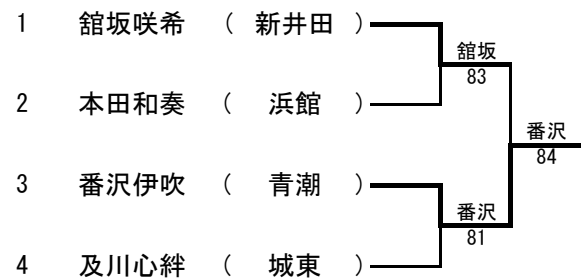 1 舘坂咲希 ( 新井田 )
舘坂
83
2 本田和奏 ( 浜館 )
番沢
84
3 番沢伊吹 ( 青潮 )
番沢
81
4 及川心絆 ( 城東 )